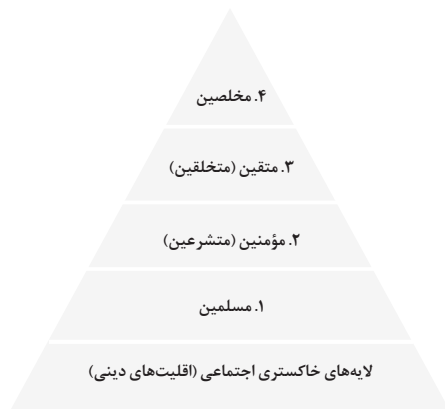 ۴. مخلصین
۳. متقین (متخلقین)
۲. مؤمنین (متشرعین)
۱. مسلمین
لایه‌های خاکستری اجتماعی (اقلیت‌های دینی)